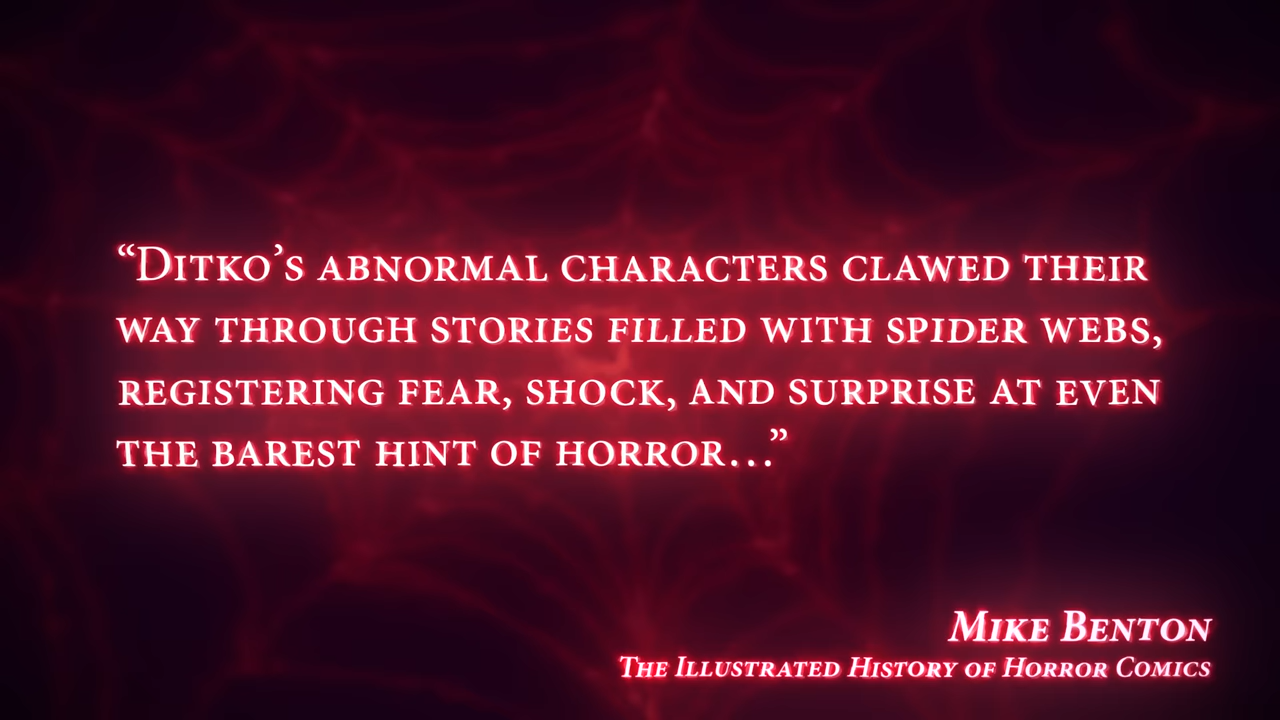 “Ditko’s abnormal characters clawed their
way through stories filled with spider webs,
registering fear, shock, and surprise at even
the barest hint of horror…”
Mike Benton
The Illustrated History of Horror Comics